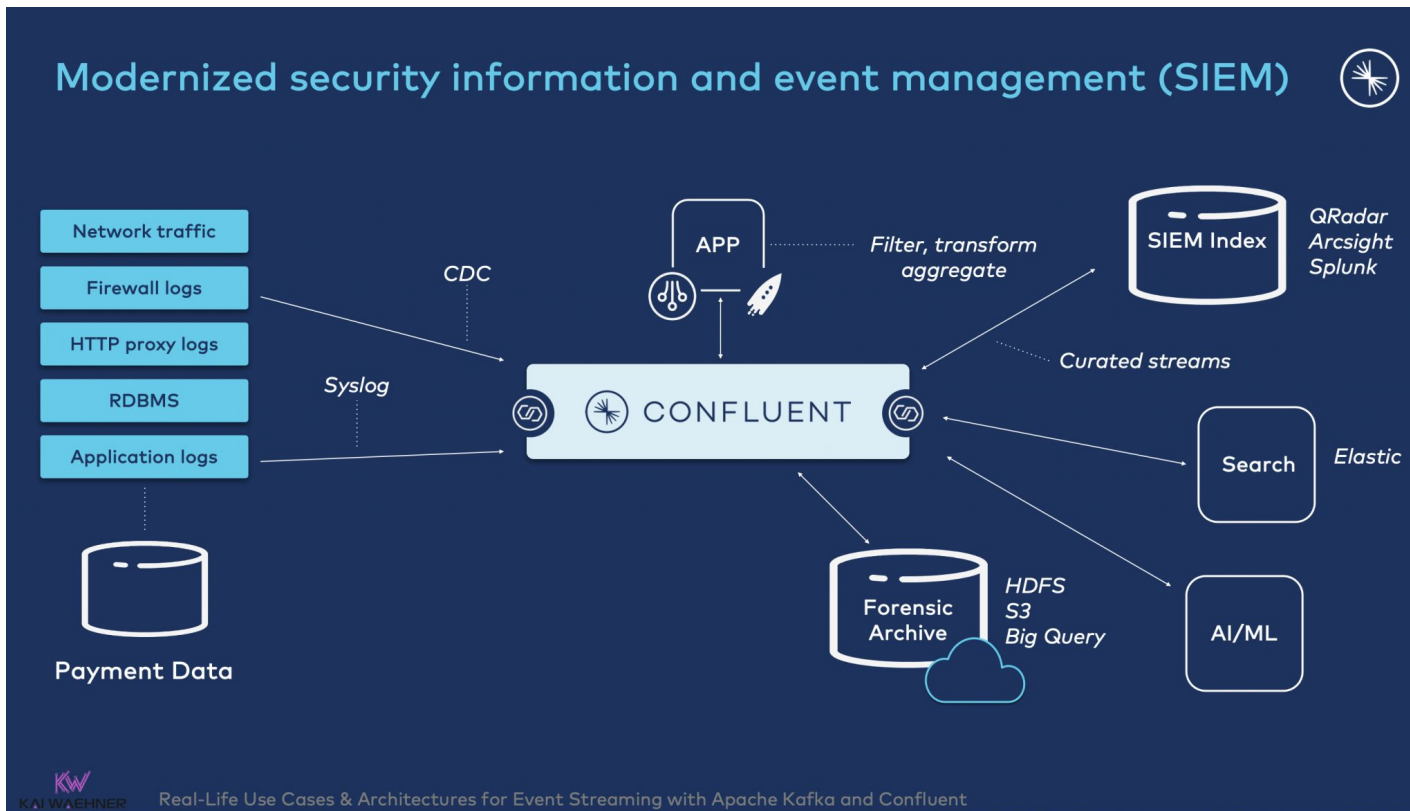 Modernized security information and event management (SIEM)
Network traffic
Firewall logs
HTTP proxy logs
RDBMS
Application logs
Payment Data
CDC
Syslog
APP
Filter, transform
aggregate
CONFLUENT
SIEM Index
QRadar
Arcsight
Splunk
Curated streams
Search
Elastic
AI/ML
Forensic
Archive
HDFS
S3
Big Query
KW
KAI WAEHNER
Real-Life Use Cases & Architectures for Event Streaming with Apache Kafka and Confluent